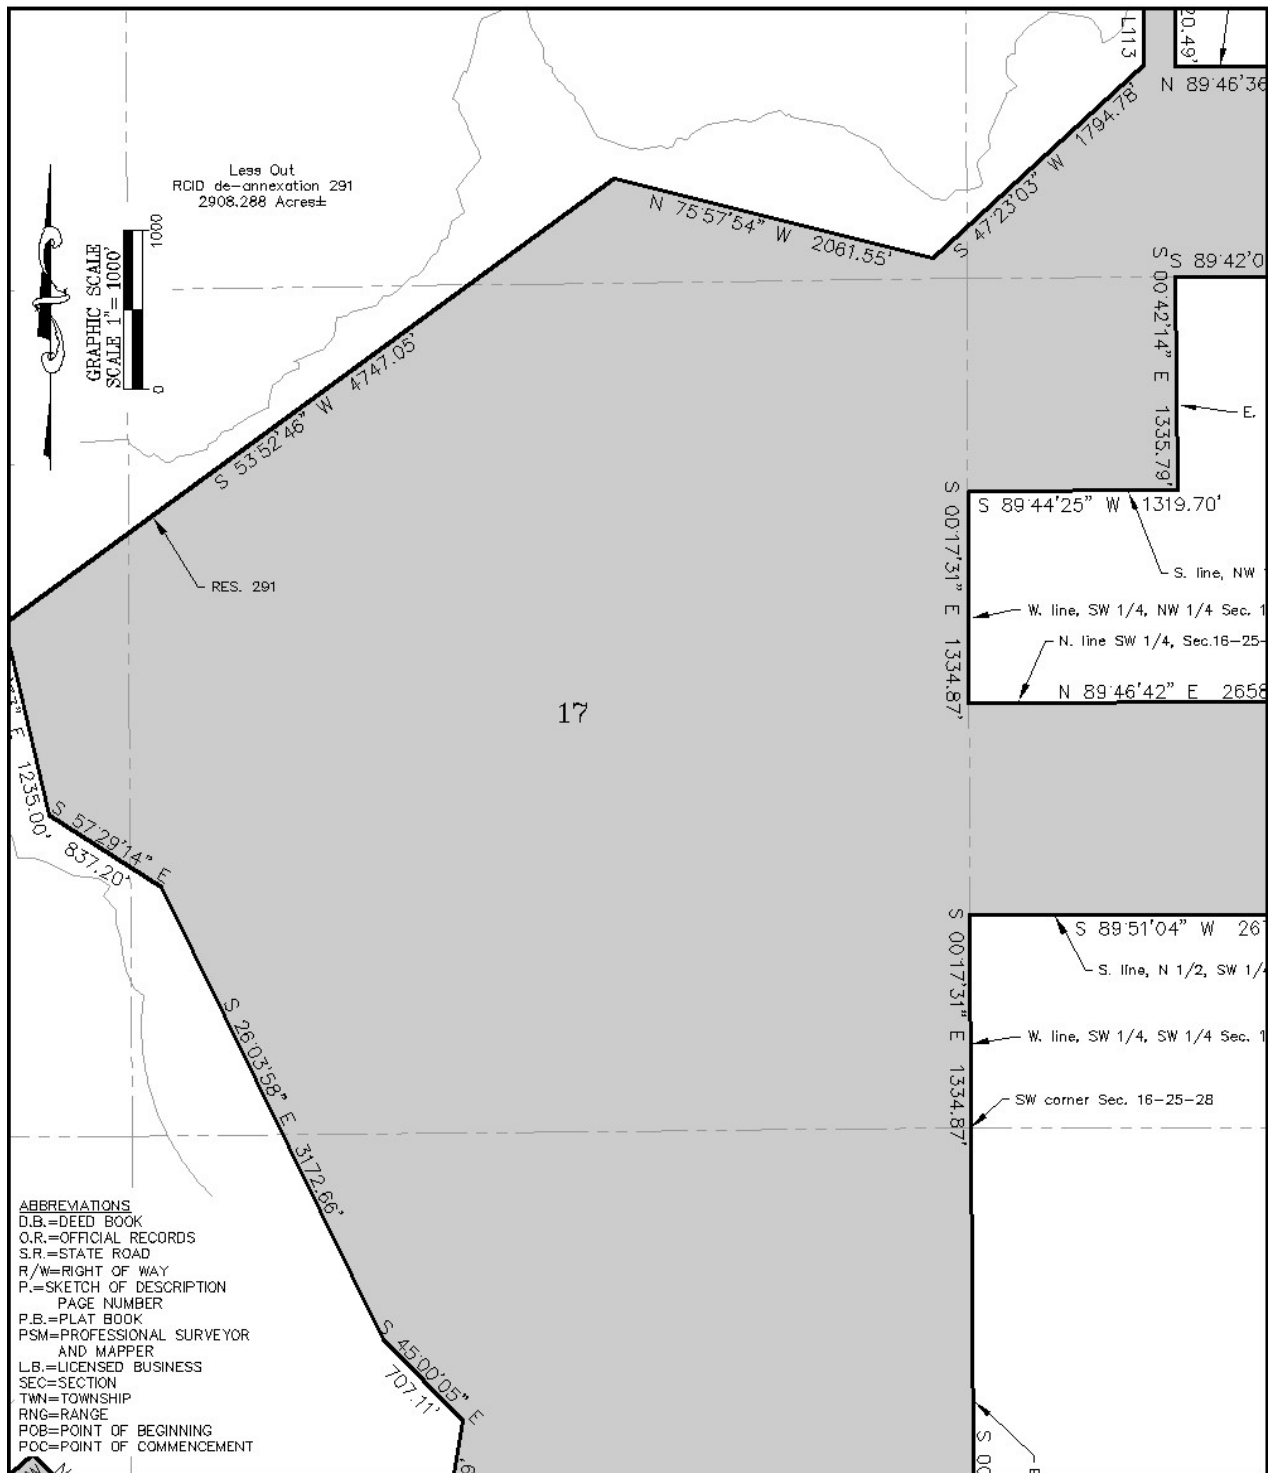 L113
20.49'
N 89°46'36
Less Out
RCID de-annexation 291
2908.288 Acres±
GRAPHIC SCALE
SCALE 1"= 1000'
0
1000
N 75°57'54" W 2061.55'
S 47°23'03" W 1794.78'
S 89°42'0
S 00°42'14" E 1335.79'
E.
S 53°52'46" W 4747.05'
S 89°44'25" W 1319.70'
S 00°17'31" E 1334.87'
S. line, NW
RES. 291
W. line, SW 1/4, NW 1/4 Sec. 1
N. line SW 1/4, Sec.16-25-
N 89°46'42" E 2658
17
" E 1235.00'
S 57°29'14" E
837.20'
S 89°51'04" W 26
S 00°17'31" E 1334.87'
S. line, N 1/2, SW 1/4
W. line, SW 1/4, SW 1/4 Sec. 1
SW corner Sec. 16-25-28
S 26°03'58" E 3172.66'
S 45°00'05" E
707.11'
S 00
ABBREVIATIONS
D.B.=DEED BOOK
O.R.=OFFICIAL RECORDS
S.R.=STATE ROAD
R/W=RIGHT OF WAY
P.=SKETCH OF DESCRIPTION
PAGE NUMBER
P.B.=PLAT BOOK
PSM=PROFESSIONAL SURVEYOR
AND MAPPER
L.B.=LICENSED BUSINESS
SEC=SECTION
TWN=TOWNSHIP
RNG=RANGE
POB=POINT OF BEGINNING
POC=POINT OF COMMENCEMENT